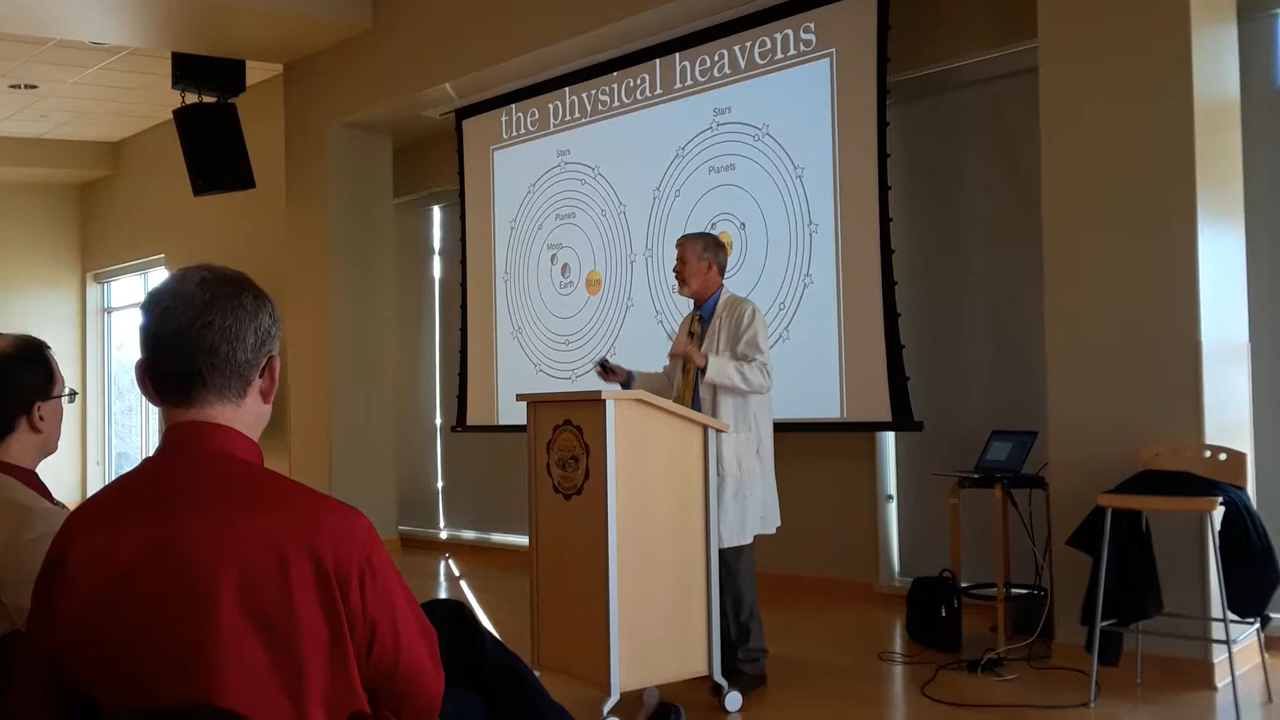 the physical heavens
Stars
Planets
Moon
Earth
SUN
Stars
Planets